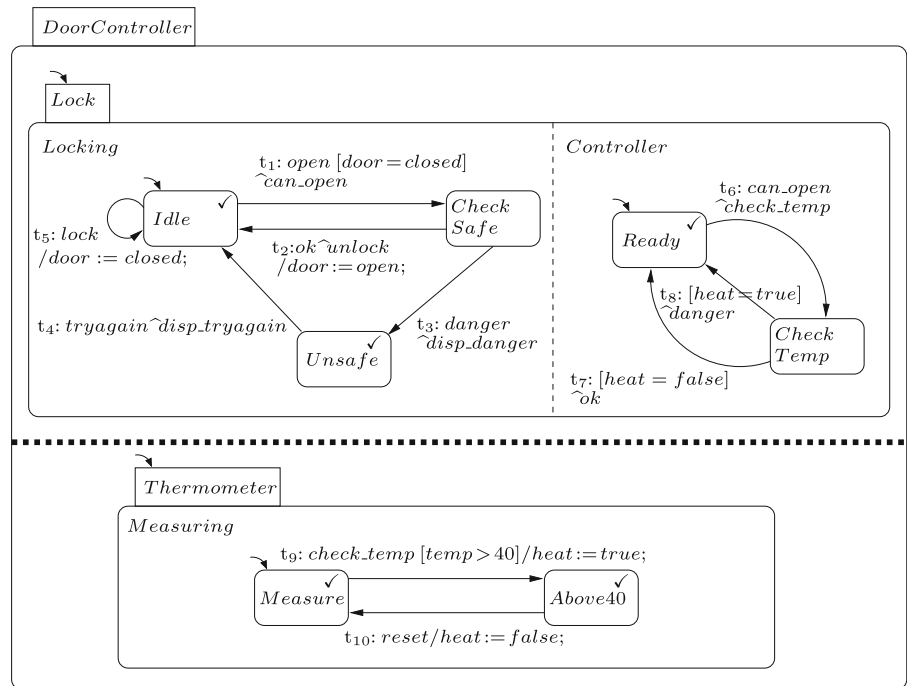 DoorController
Lock
Locking
Controller
t₁: open [door=closed]
^can_open
t₆: can_open
^check_temp
✓
Idle
Check
Safe
✓
Ready
t₅: lock
/door := closed;
t₂: ok^unlock
/door := open;
t₈: [heat=true]
^danger
t₄: tryagain^disp_tryagain
t₃: danger
^disp_danger
✓
Unsafe
Check
Temp
t₇: [heat = false]
^ok
Thermometer
Measuring
t₉: check_temp [temp>40]/heat:=true;
✓
Measure
✓
Above40
t₁₀: reset/heat:=false;